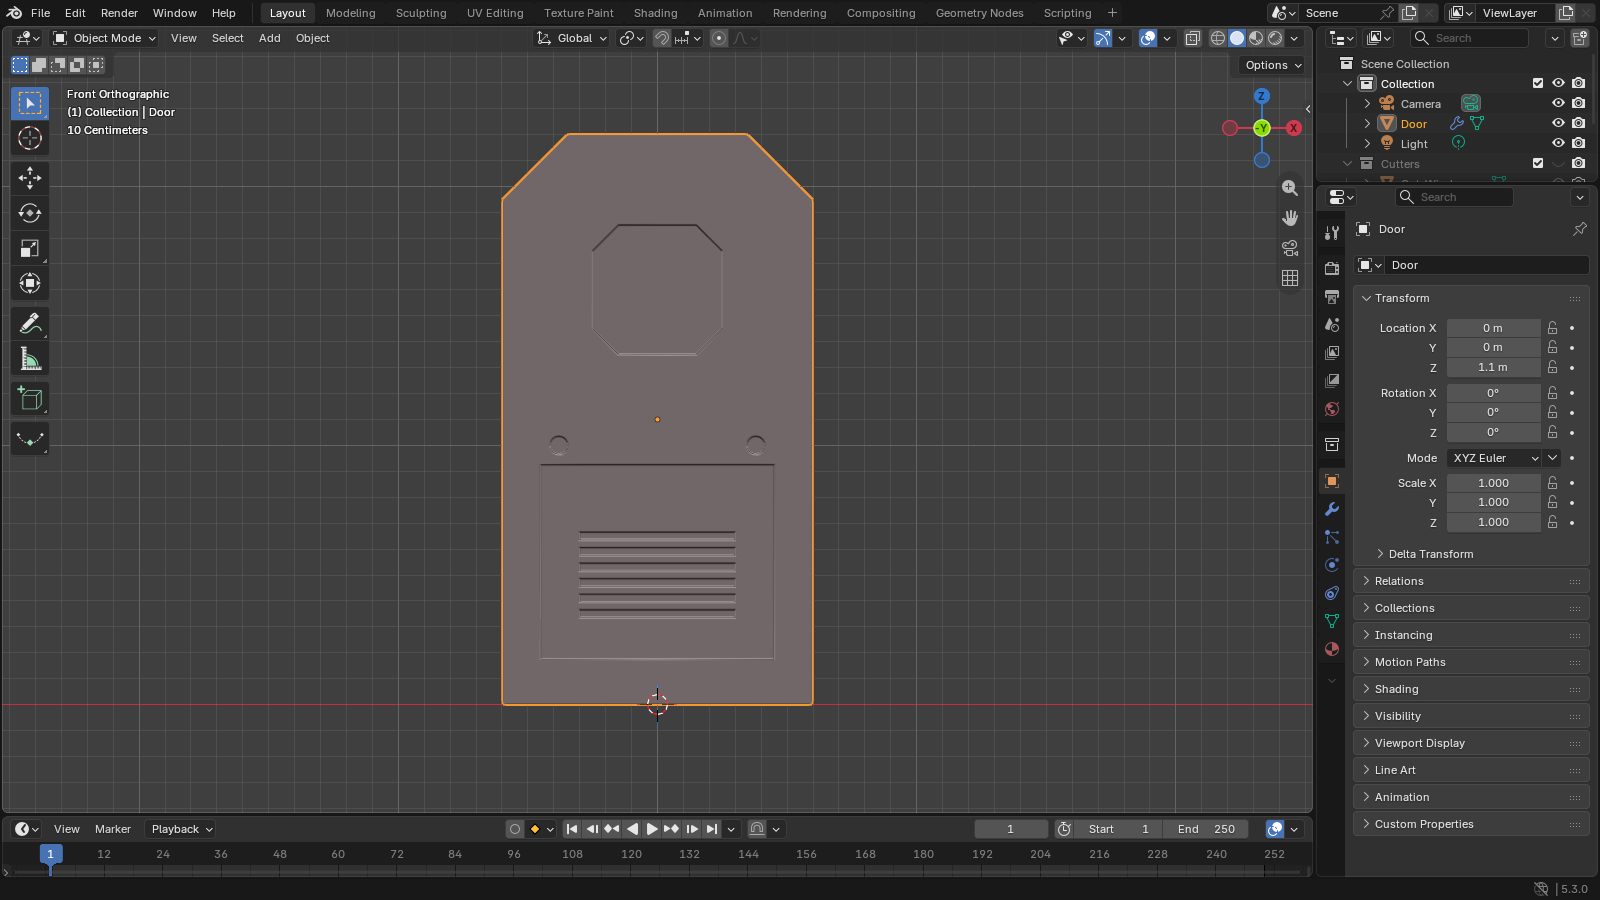 File Edit Render Window Help Layout Modeling Sculpting UV Editing Texture Paint Shading Animation Rendering Compositing Geometry Nodes Scripting + Scene ViewLayer
Object Mode View Select Add Object Global Search
Options
Front Orthographic
(1) Collection | Door
10 Centimeters
Z
-Y
X
Scene Collection
Collection
Camera
Door
Light
Cutters
Search
Door
Door
Transform
Location X 0 m
Y 0 m
Z 1.1 m
Rotation X 0°
Y 0°
Z 0°
Mode XYZ Euler
Scale X 1.000
Y 1.000
Z 1.000
Delta Transform
Relations
Collections
Instancing
Motion Paths
Shading
Visibility
Viewport Display
Line Art
Animation
Custom Properties
View Marker Playback 1 Start 1 End 250
1 12 24 36 48 60 72 84 96 108 120 132 144 156 168 180 192 204 216 228 240 252
5.3.0